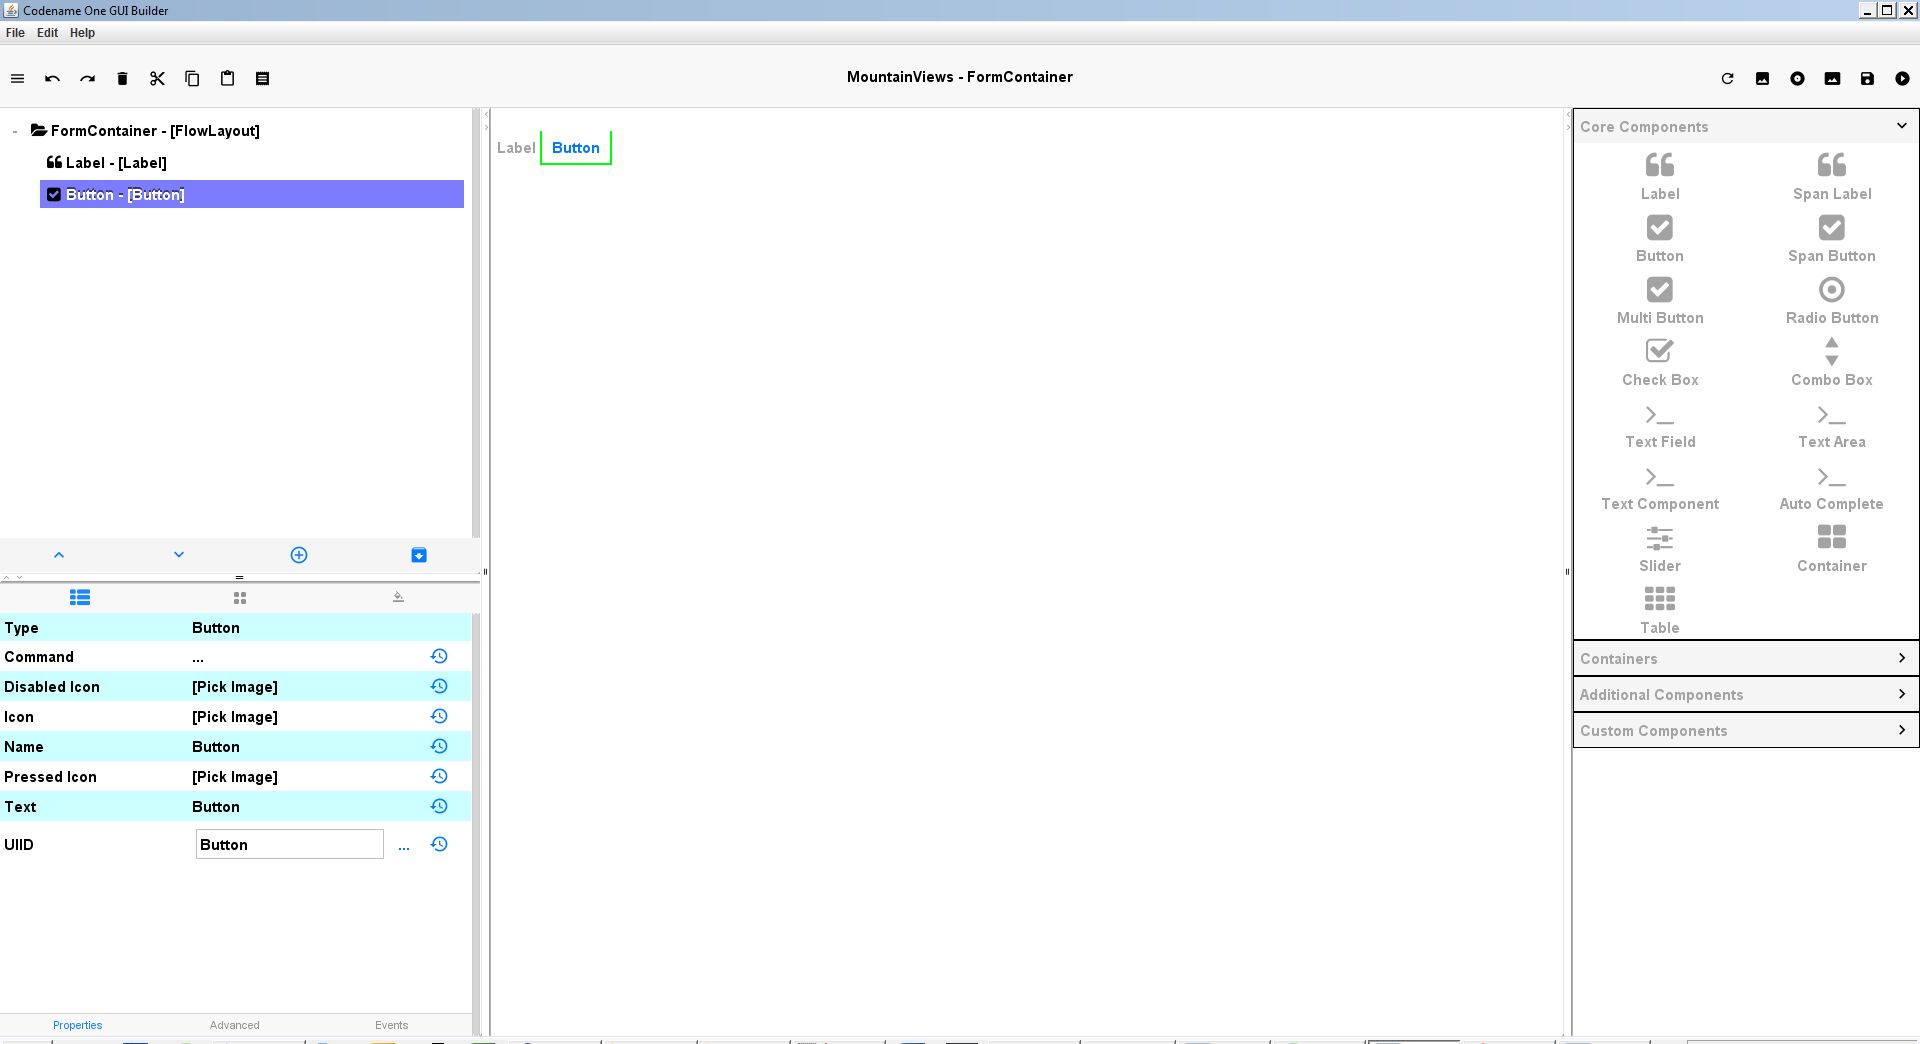 Codename One GUI Builder
File Edit Help
MountainViews - FormContainer
- FormContainer - [FlowLayout]
Label - [Label]
Button - [Button]
Type Button
Command ...
Disabled Icon [Pick Image]
Icon [Pick Image]
Name Button
Pressed Icon [Pick Image]
Text Button
UIID Button ...
Properties Advanced Events
Label Button
Core Components
Label Span Label
Button Span Button
Multi Button Radio Button
Check Box Combo Box
Text Field Text Area
Text Component Auto Complete
Slider Container
Table
Containers
Additional Components
Custom Components